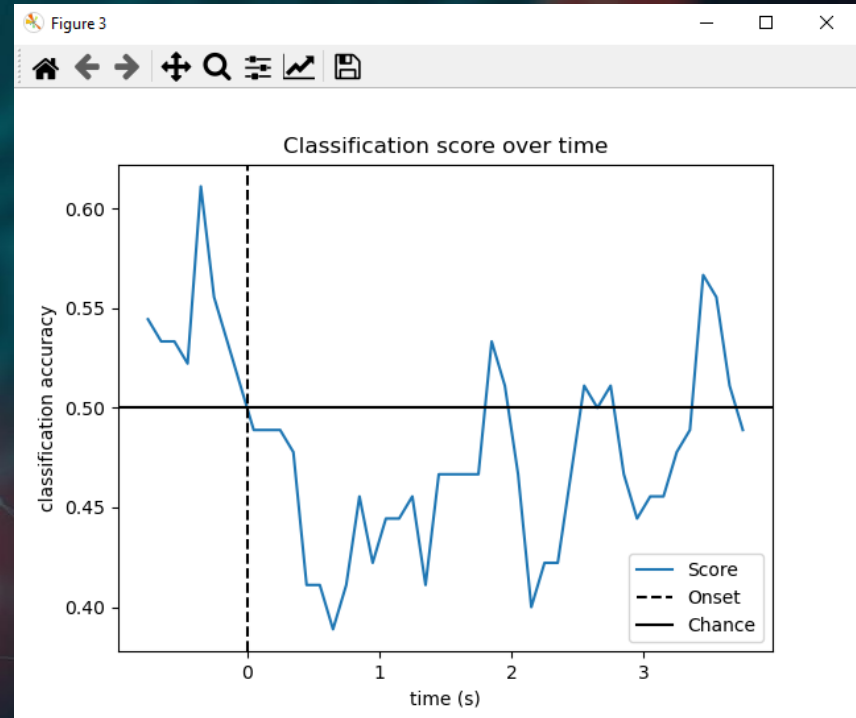 Figure 3
Classification score over time
classification accuracy
0.60
0.55
0.50
0.45
0.40
Score
Onset
Chance
0 1 2 3
time (s)